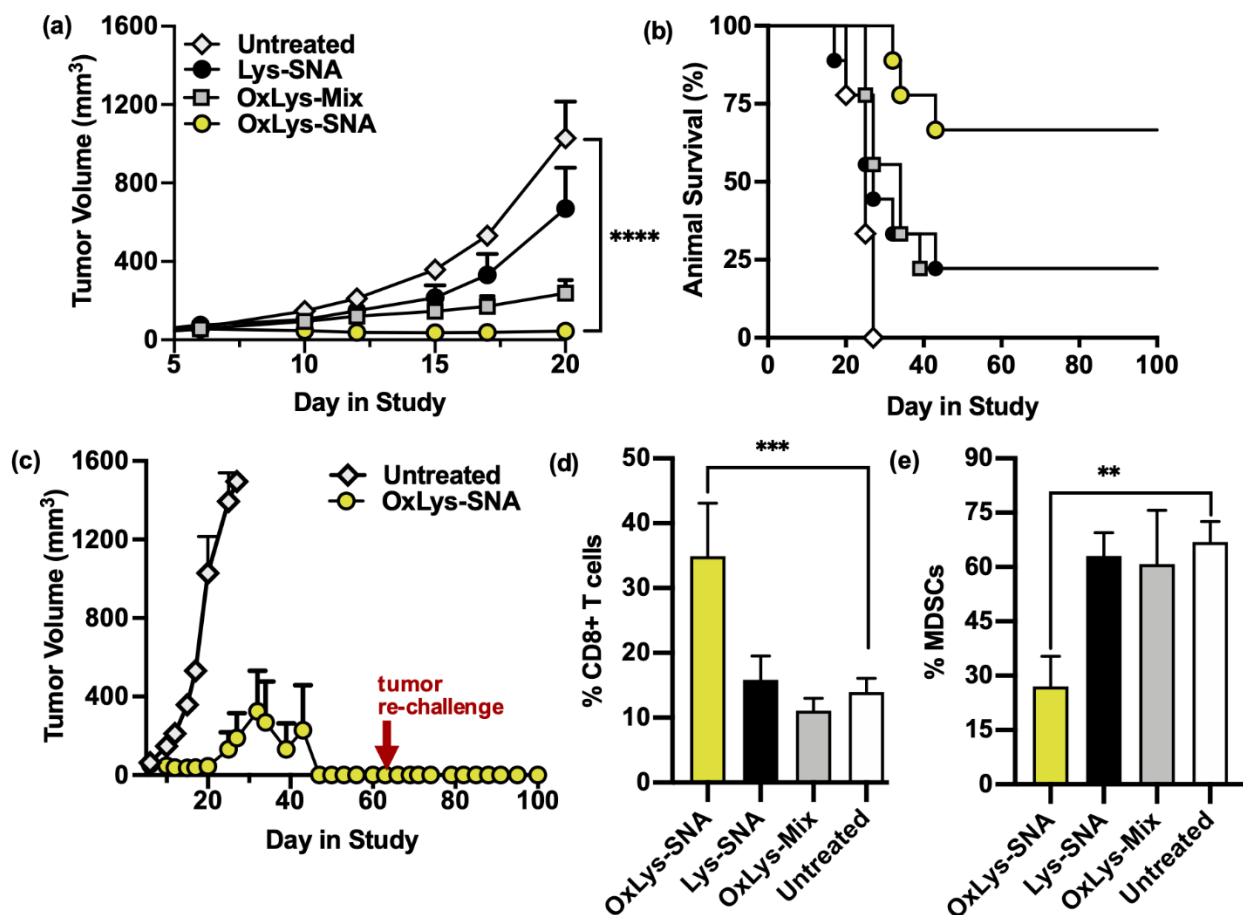 (a)
Tumor Volume (mm³)
1600
1200
800
400
0
5
10
15
20
Day in Study
Untreated
Lys-SNA
OxLys-Mix
OxLys-SNA
****
(b)
Animal Survival (%)
100
75
50
25
0
0
20
40
60
80
100
Day in Study
(c)
Tumor Volume (mm³)
1600
1200
800
400
0
20
40
60
80
100
Day in Study
Untreated
OxLys-SNA
tumor
re-challenge
(d)
% CD8+ T cells
50
40
30
20
10
0
***
OxLys-SNA
Lys-SNA
OxLys-Mix
Untreated
(e)
% MDSCs
90
75
60
45
30
15
0
**
OxLys-SNA
Lys-SNA
OxLys-Mix
Untreated